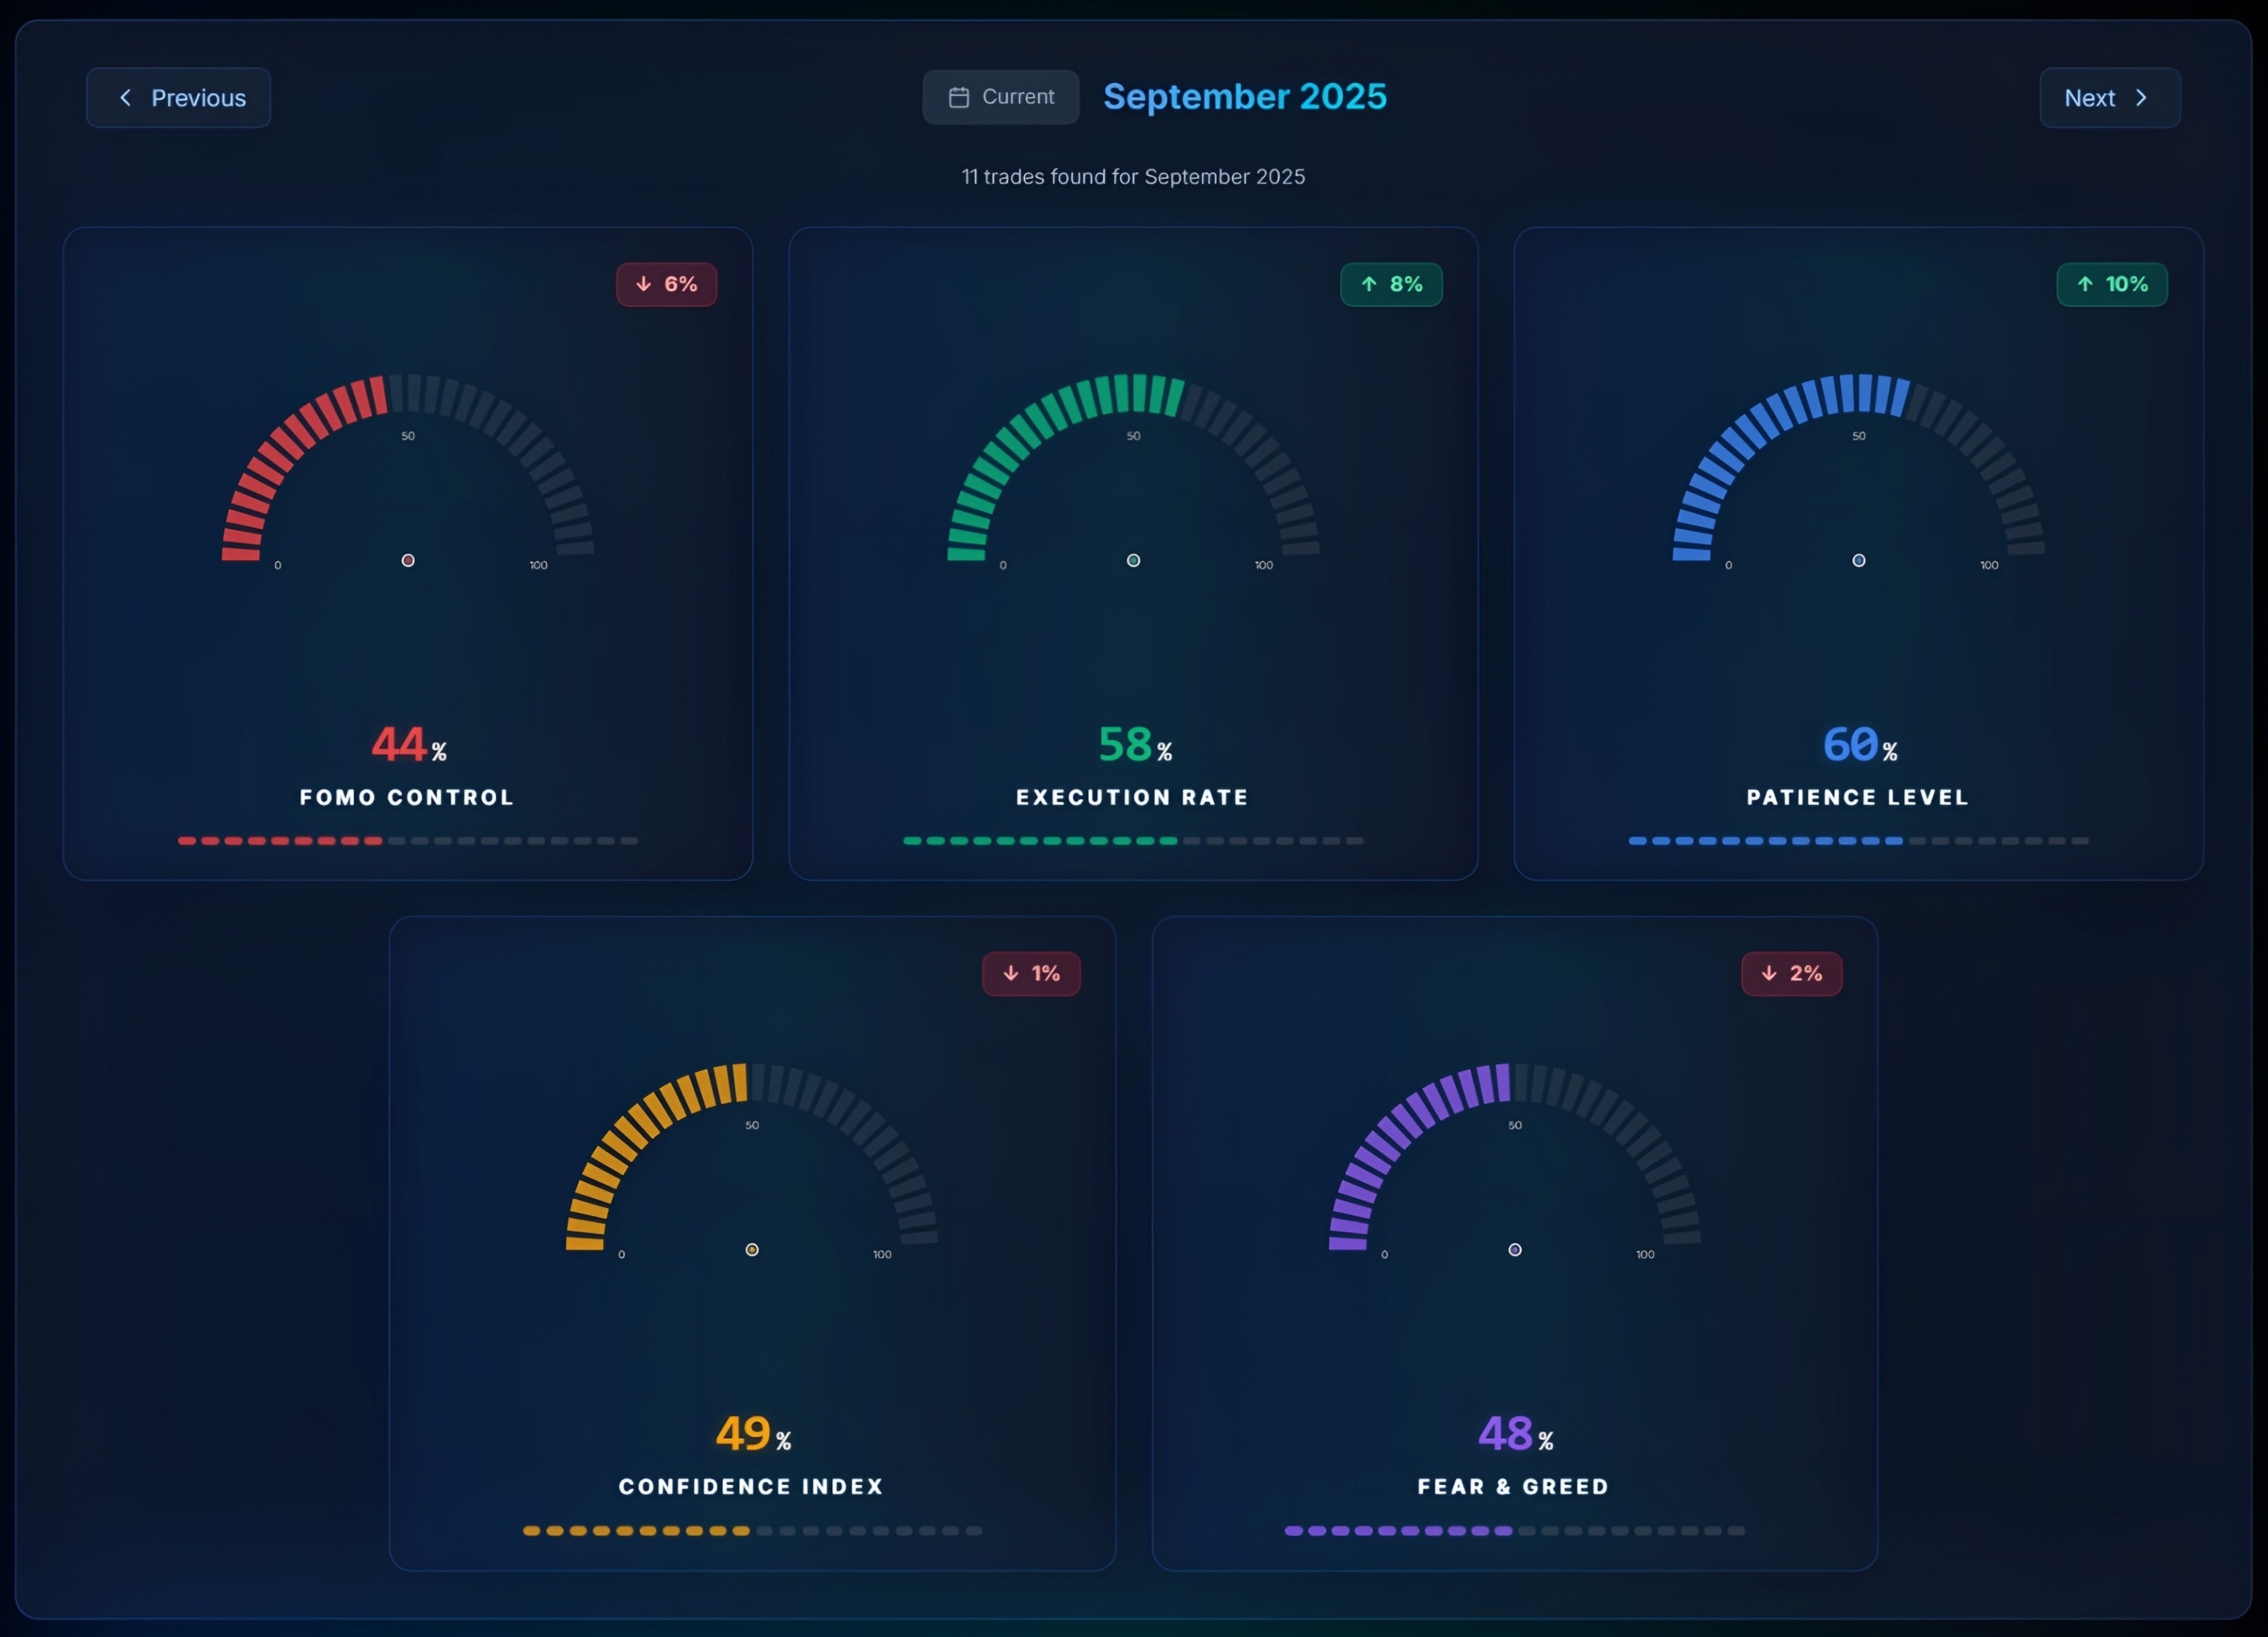 Previous
Current
September 2025
Next
11 trades found for September 2025
↓ 6%
50
0
100
44%
FOMO CONTROL
↑ 8%
50
0
100
58%
EXECUTION RATE
↑ 10%
50
0
100
60%
PATIENCE LEVEL
↓ 1%
50
0
100
49%
CONFIDENCE INDEX
↓ 2%
50
0
100
48%
FEAR & GREED